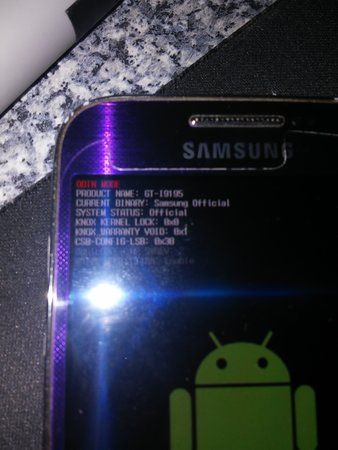 SAMSUNG
ODIN MODE
PRODUCT NAME: GT-I9195
CURRENT BINARY: Samsung Official
SYSTEM STATUS: Official
KNOX KERNEL LOCK: 0x0
KNOX WARRANTY VOID: 0x1
CSB-CONFIG-LSB: 0x30